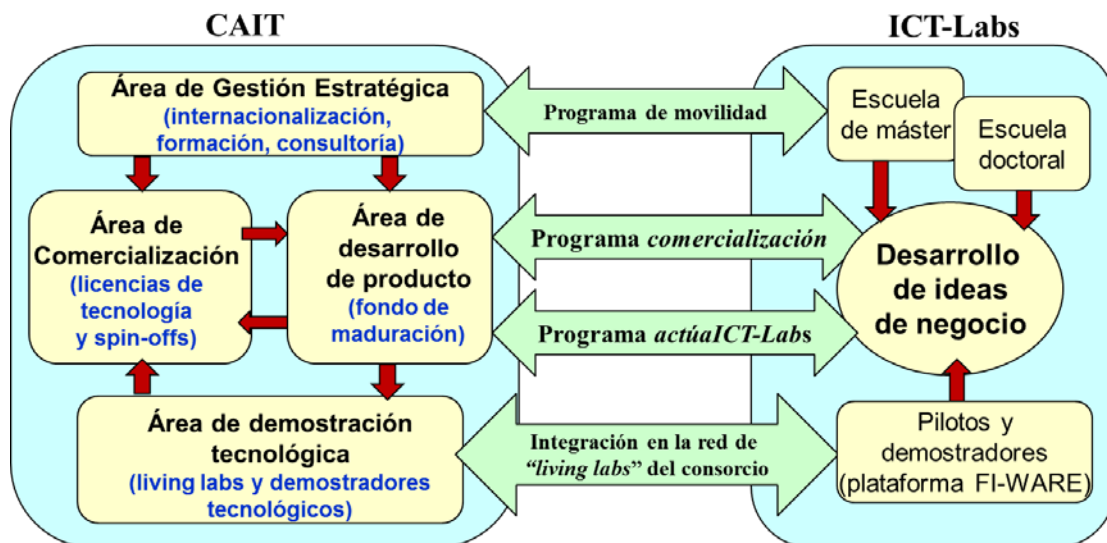 CAIT
Área de Gestión Estratégica
(internacionalización,
formación, consultoría)
Área de
Comercialización
(licencias de
tecnología
y spin-offs)
Área de
desarrollo
de producto
(fondo de
maduración)
Área de demostración
tecnológica
(living labs y demostradores
tecnológicos)
Programa de movilidad
Programa comercialización
Programa actúaICT-Labs
Integración en la red de
“living labs” del consorcio
ICT-Labs
Escuela
de máster
Escuela
doctoral
Desarrollo
de ideas
de negocio
Pilotos y
demostradores
(plataforma FI-WARE)